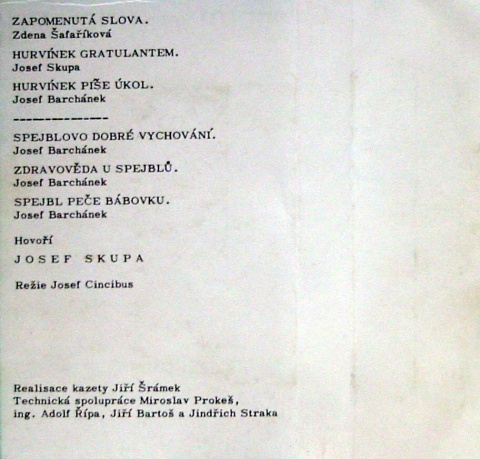 ZAPOMENUTÁ SLOVA.
Zdena Šafaříková
HURVÍNEK GRATULANTEM.
Josef Skupa
HURVÍNEK PÍŠE ÚKOL.
Josef Barchánek
----------------
SPEJBLOVO DOBRÉ VYCHOVÁNÍ.
Josef Barchánek
ZDRAVOVĚDA U SPEJBLŮ.
Josef Barchánek
SPEJBL PEČE BÁBOVKU.
Josef Barchánek
Hovoří
JOSEF SKUPA
Režie Josef Cincibus
Realisace kazety Jiří Šrámek
Technická spolupráce Miroslav Prokeš,
ing. Adolf Řípa, Jiří Bartoš a Jindřich Straka